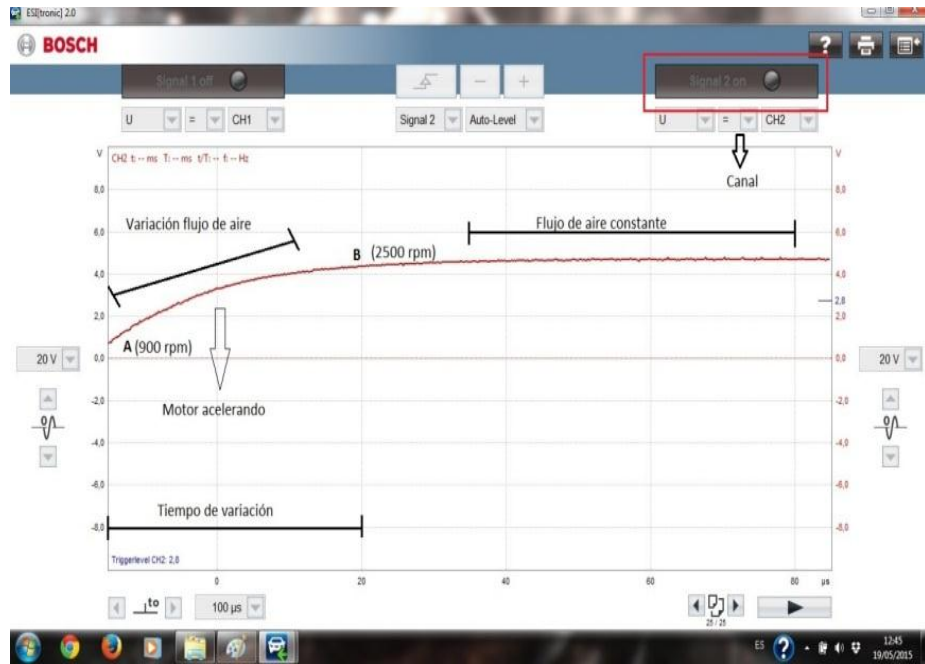 ESI[tronic] 2.0
BOSCH
?
Signal 1 off
− +
Signal 2 on
U = CH1
Signal 2 Auto-Level
U = CH2
Canal
V CH2 t: -- ms T: -- ms t/T: -- f: -- Hz V
8,0 8,0
Variación flujo de aire
Flujo de aire constante
6,0 6,0
B (2500 rpm)
4,0 4,0
2,8
2,0 2,0
A (900 rpm)
20 V 0,0 0,0 20 V
Motor acelerando
-2,0 -2,0
-4,0 -4,0
-6,0 -6,0
Tiempo de variación
-8,0 -8,0
Triggerlevel CH2: 2,8
0 20 40 60 80 µs
to 100 µs
25 / 25
ES
12:45
19/05/2015